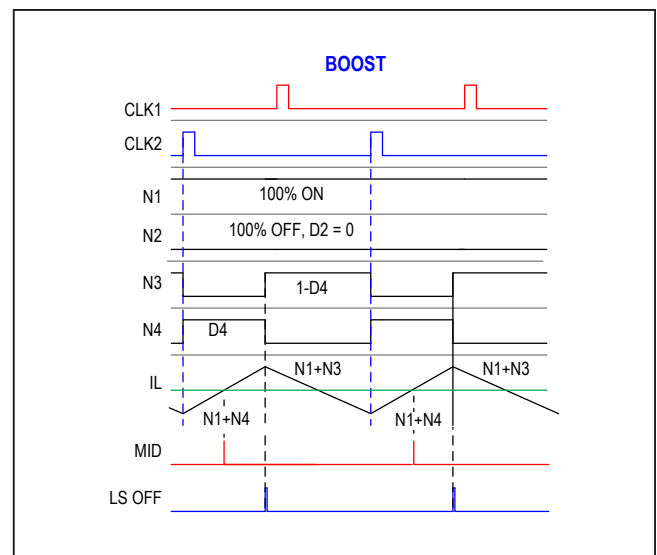 BOOST
CLK1
CLK2
N1
100% ON
N2
100% OFF, D2 = 0
N3
1-D4
N4
D4
N1+N3
N1+N3
IL
N1+N4
N1+N4
MID
LS OFF